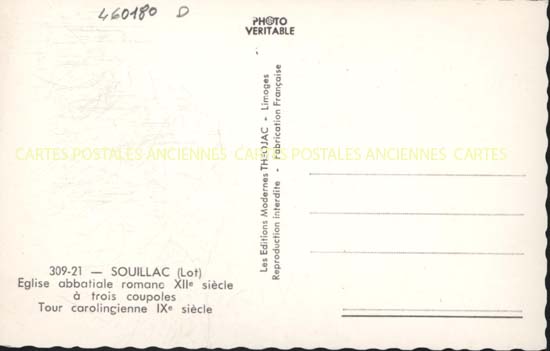 460180 D
PHOTO
VERITABLE
Les Editions Modernes THEOJAC - Limoges
Reproduction interdite - Fabrication Française
CARTES POSTALES ANCIENNES CARTES POSTALES ANCIENNES CARTES
309-21 — SOUILLAC (Lot)
Eglise abbatiale romane XIIe siècle
à trois coupoles
Tour carolingienne IXe siècle